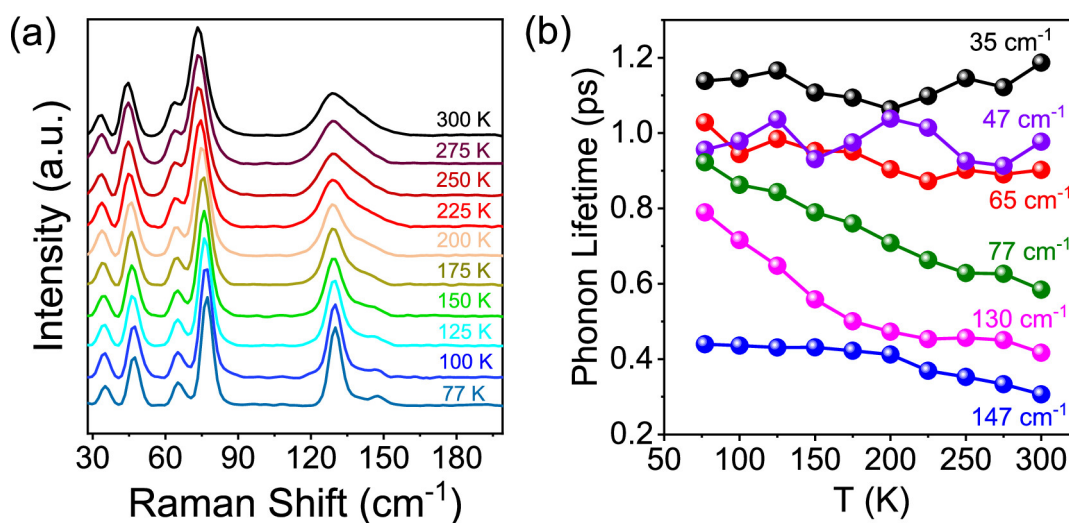 (a)
Intensity (a.u.)
300 K
275 K
250 K
225 K
200 K
175 K
150 K
125 K
100 K
77 K
30 60 90 120 150 180
Raman Shift (cm⁻¹)
(b)
Phonon Lifetime (ps)
1.2
1.0
0.8
0.6
0.4
0.2
35 cm⁻¹
47 cm⁻¹
65 cm⁻¹
77 cm⁻¹
130 cm⁻¹
147 cm⁻¹
50 100 150 200 250 300
T (K)